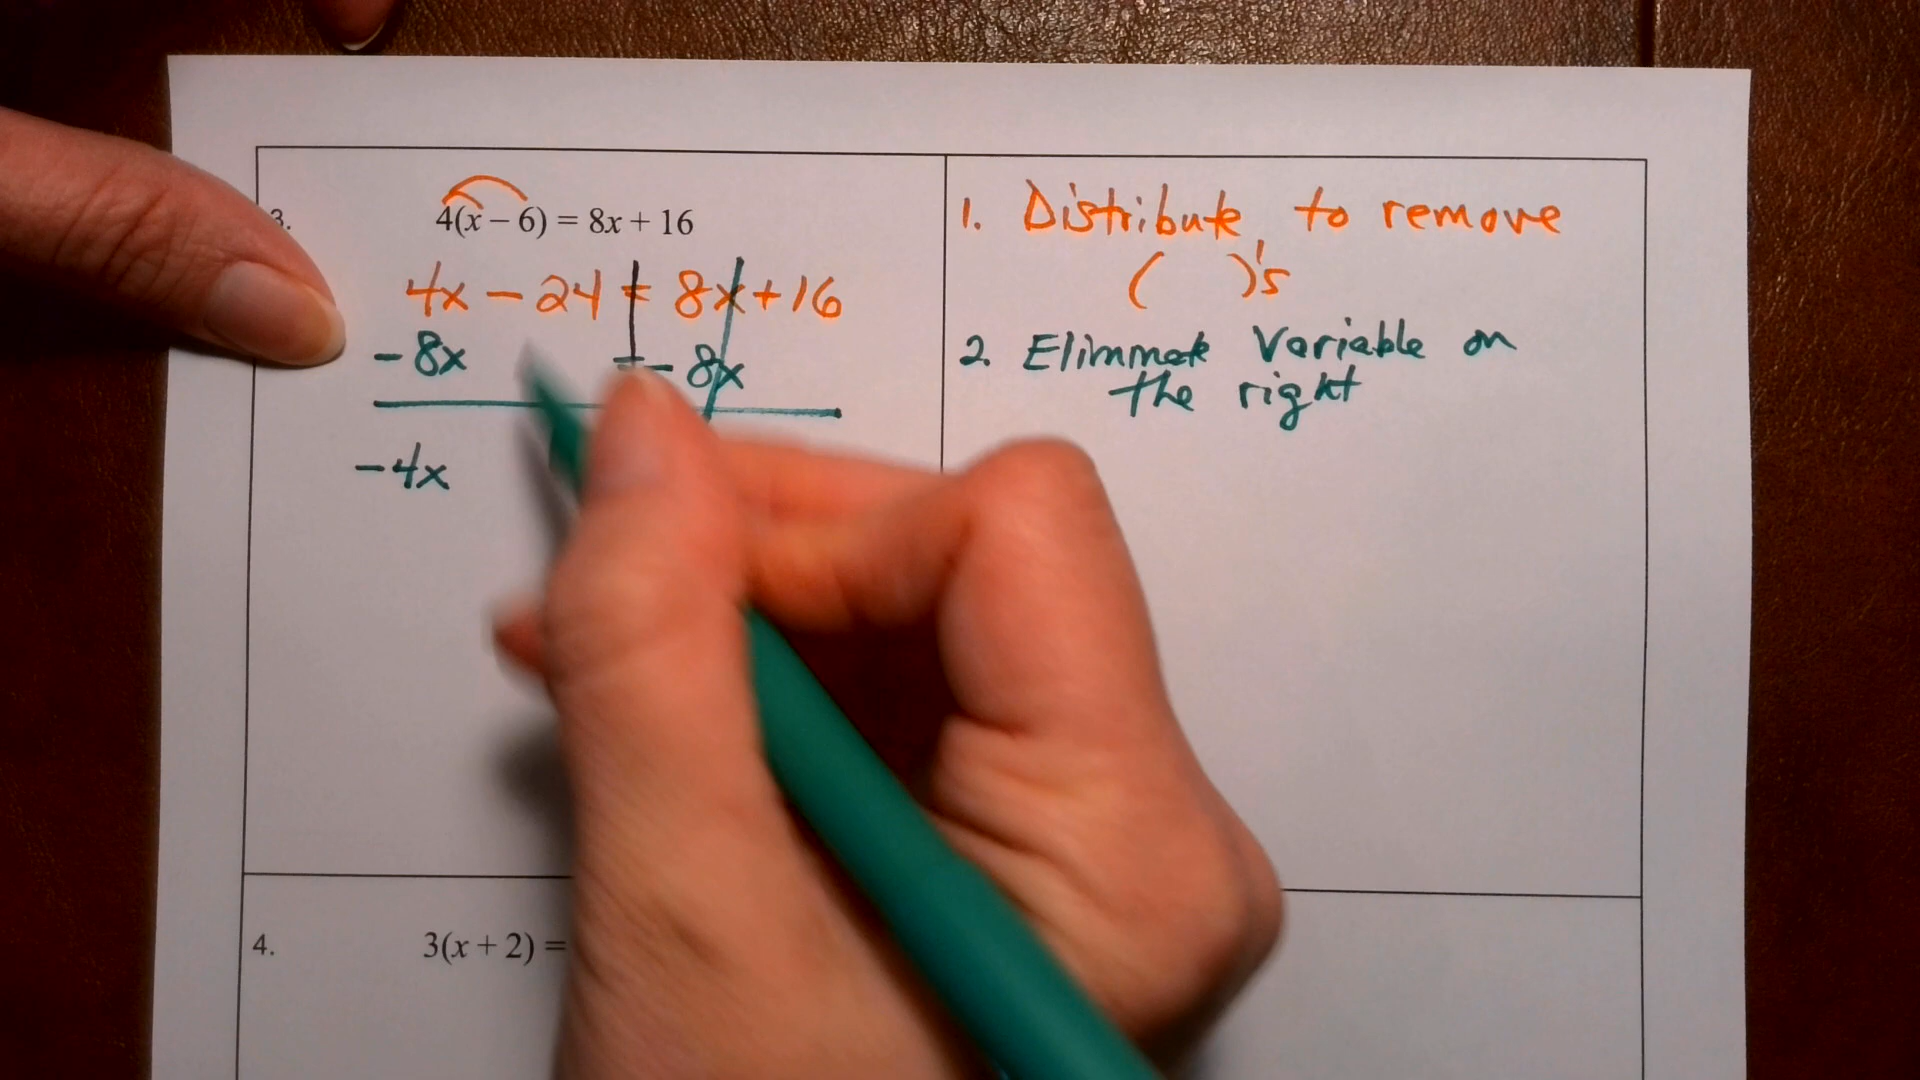 3.
4(x – 6) = 8x + 16
4x – 24 = 8x + 16
– 8x – 8x
– 4x
1. Distribute to remove
( )'s
2. Eliminate Variable on
the right
4.
3(x + 2) =